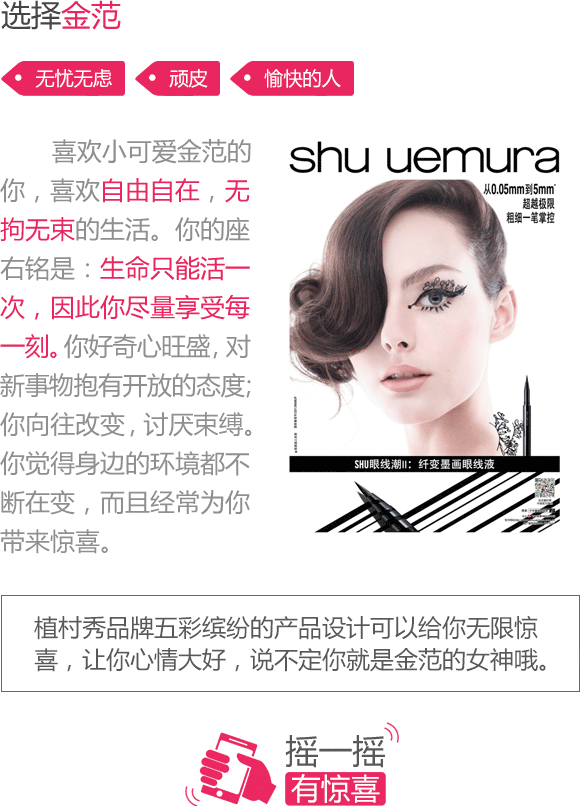 选择金范
无忧无虑
顽皮
愉快的人
喜欢小可爱金范的
你，喜欢自由自在，无
拘无束的生活。你的座
右铭是：生命只能活一
次，因此你尽量享受每
一刻。你好奇心旺盛，对
新事物抱有开放的态度;
你向往改变，讨厌束缚。
你觉得身边的环境都不
断在变，而且经常为你
带来惊喜。
shu uemura
从0.05mm到5mm
超越极限
粗细一笔掌控
SHU眼线潮II：纤变墨画眼线液
植村秀品牌五彩缤纷的产品设计可以给你无限惊
喜，让你心情大好，说不定你就是金范的女神哦。
摇一摇
有惊喜